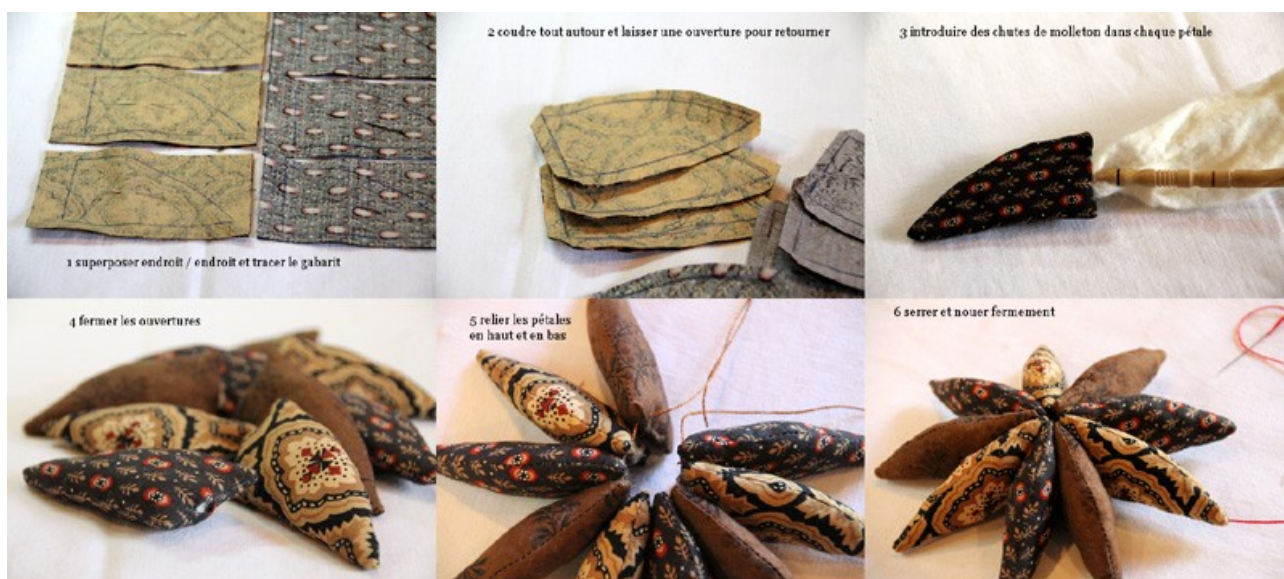 1 superposer endroit / endroit et tracer le gabarit
2 coudre tout autour et laisser une ouverture pour retourner
3 introduire des chutes de molleton dans chaque pétale
4 fermer les ouvertures
5 relier les pétales
en haut et en bas
6 serrer et nouer fermement